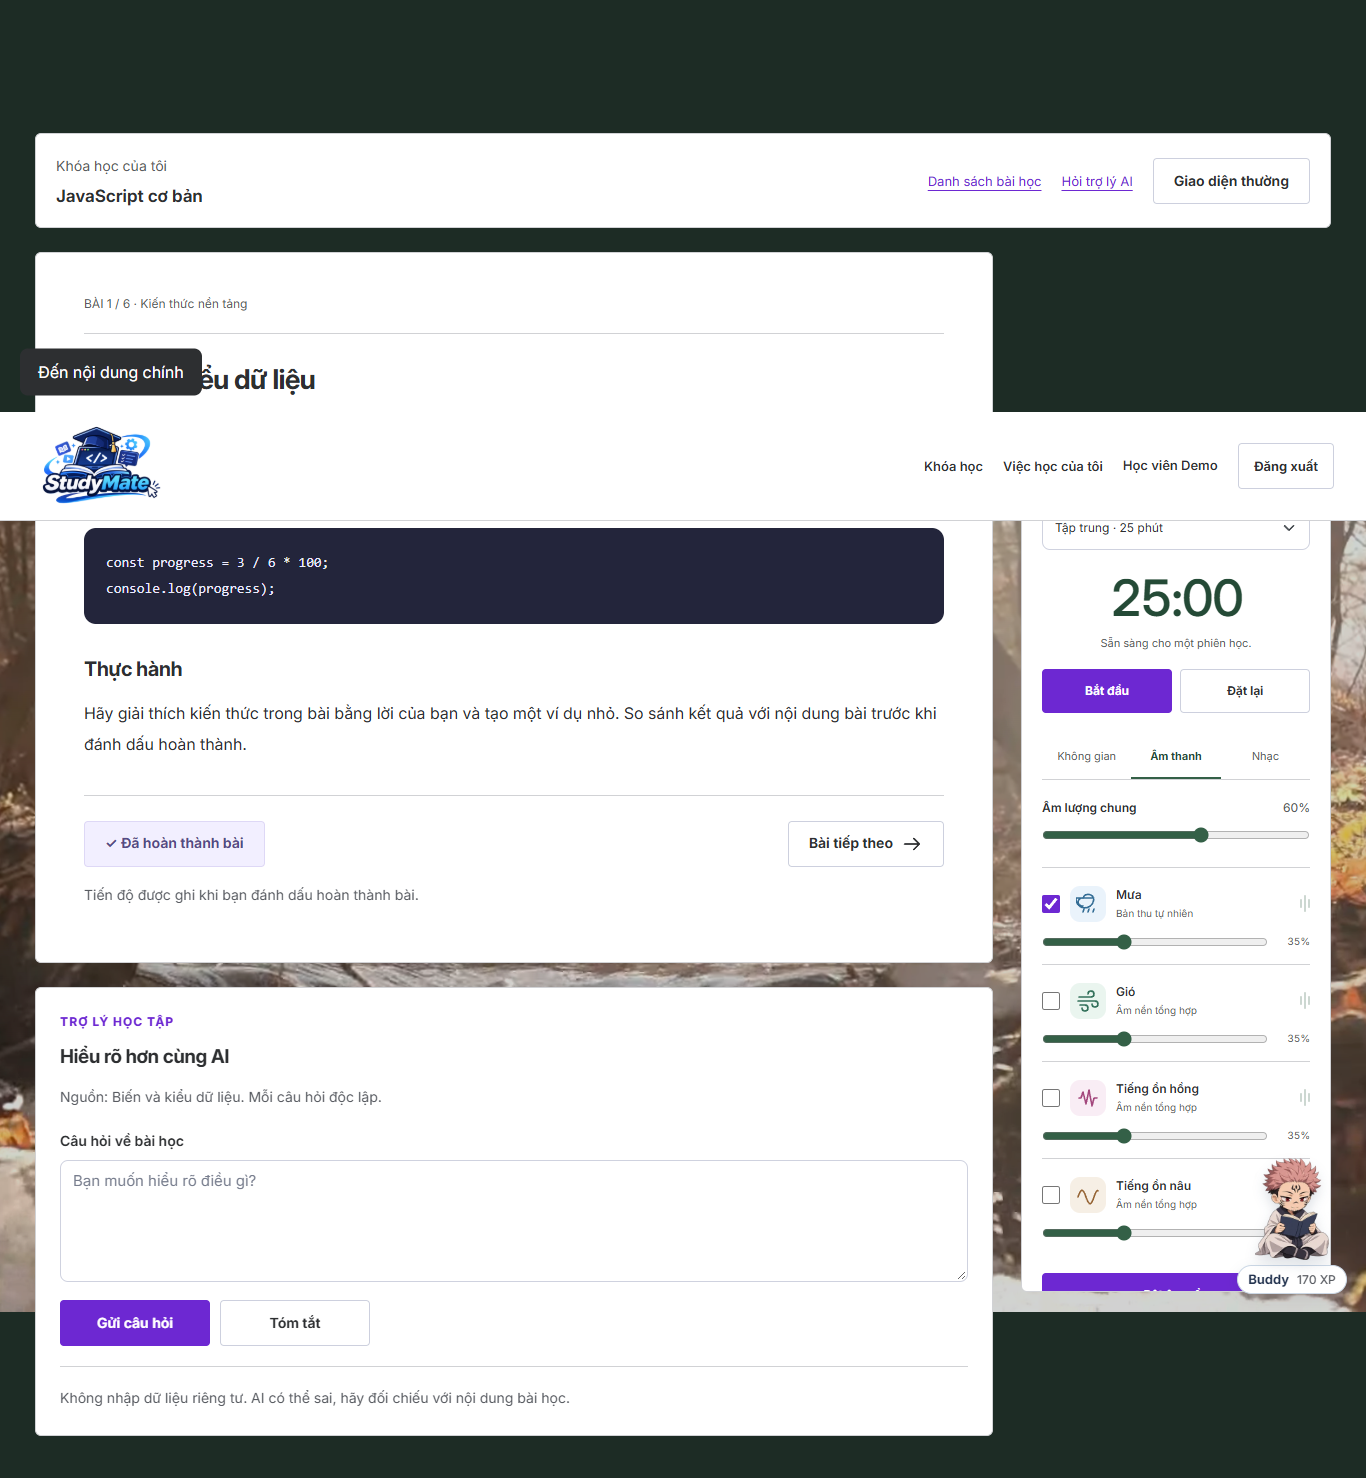 Khóa học của tôi
JavaScript cơ bản
Danh sách bài học
Hỏi trợ lý AI
Giao diện thường
BÀI 1 / 6 · Kiến thức nền tảng
Đến nội dung chính
ểu dữ liệu
</>
StudyMate
Khóa học
Việc học của tôi
Học viên Demo
Đăng xuất
const progress = 3 / 6 * 100;
console.log(progress);
Thực hành
Hãy giải thích kiến thức trong bài bằng lời của bạn và tạo một ví dụ nhỏ. So sánh kết quả với nội dung bài trước khi
đánh dấu hoàn thành.
✓ Đã hoàn thành bài
Bài tiếp theo →
Tiến độ được ghi khi bạn đánh dấu hoàn thành bài.
TRỢ LÝ HỌC TẬP
Hiểu rõ hơn cùng AI
Nguồn: Biến và kiểu dữ liệu. Mỗi câu hỏi độc lập.
Câu hỏi về bài học
Bạn muốn hiểu rõ điều gì?
Gửi câu hỏi
Tóm tắt
Không nhập dữ liệu riêng tư. AI có thể sai, hãy đối chiếu với nội dung bài học.
Tập trung · 25 phút
25:00
Sẵn sàng cho một phiên học.
Bắt đầu
Đặt lại
Không gian
Âm thanh
Nhạc
Âm lượng chung
60%
Mưa
Bản thu tự nhiên
35%
Gió
Âm nền tổng hợp
35%
Tiếng ồn hồng
Âm nền tổng hợp
35%
Tiếng ồn nâu
Âm nền tổng hợp
Buddy 170 XP